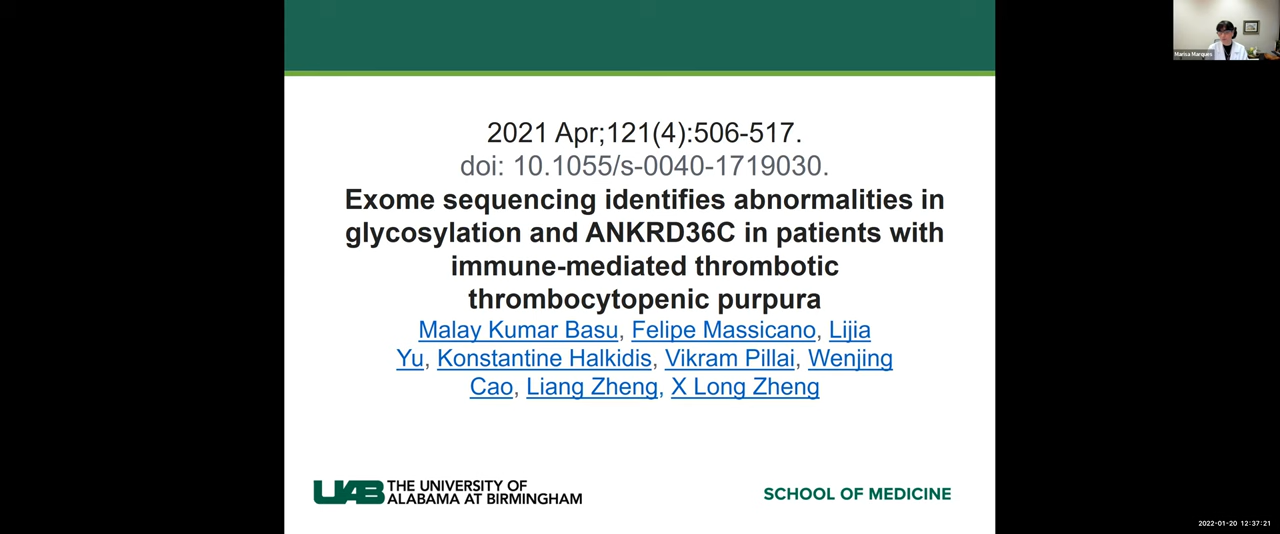 Marisa Marques
2021 Apr;121(4):506-517.
doi: 10.1055/s-0040-1719030.
Exome sequencing identifies abnormalities in
glycosylation and ANKRD36C in patients with
immune-mediated thrombotic
thrombocytopenic purpura
Malay Kumar Basu, Felipe Massicano, Lijia
Yu, Konstantine Halkidis, Vikram Pillai, Wenjing
Cao, Liang Zheng, X Long Zheng
UAB THE UNIVERSITY OF
ALABAMA AT BIRMINGHAM
SCHOOL OF MEDICINE
2022-01-20 12:37:21